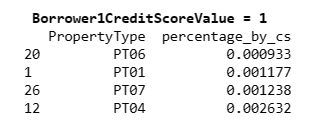 Borrower1CreditScoreValue = 1
PropertyType percentage_by_cs
20 PT06 0.000933
1 PT01 0.001177
26 PT07 0.001238
12 PT04 0.002632